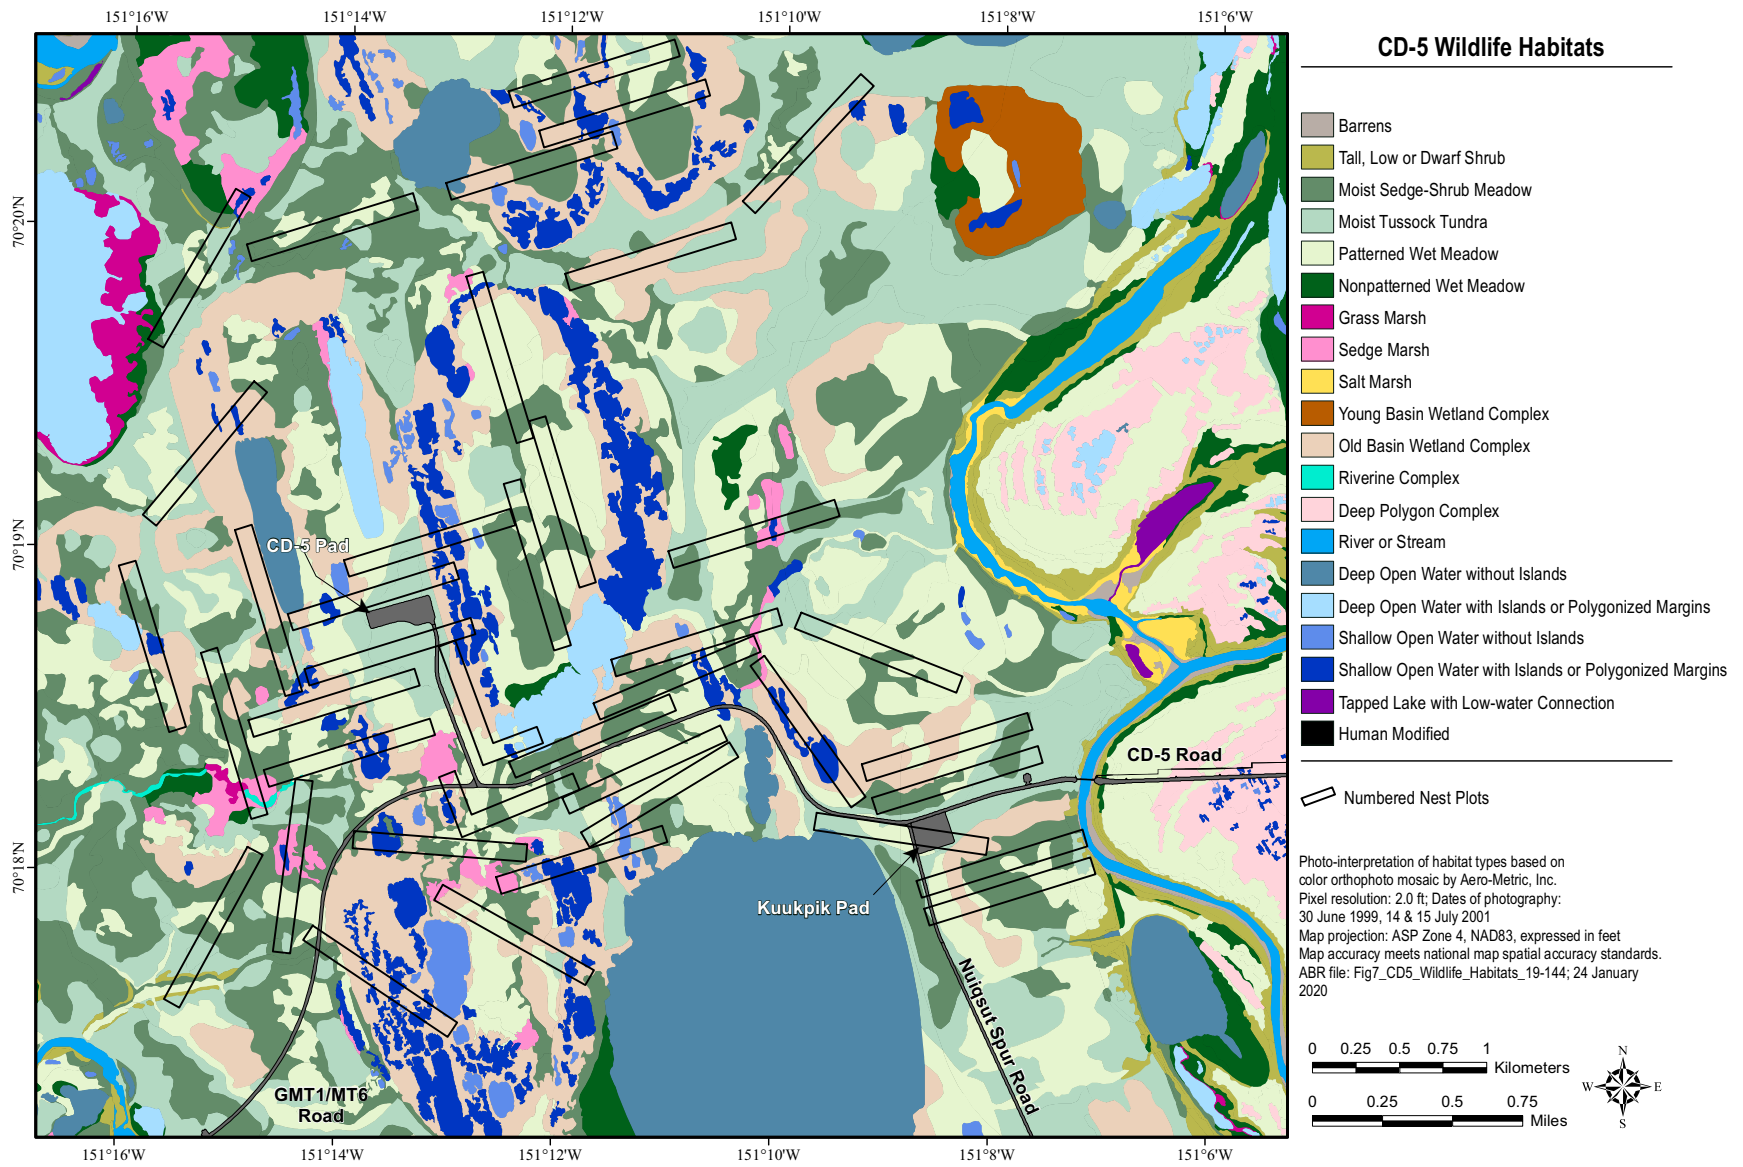 151°16'W 151°14'W 151°12'W 151°10'W 151°8'W 151°6'W
CD-5 Wildlife Habitats
Barrens
Tall, Low or Dwarf Shrub
Moist Sedge-Shrub Meadow
Moist Tussock Tundra
Patterned Wet Meadow
Nonpatterned Wet Meadow
Grass Marsh
Sedge Marsh
Salt Marsh
Young Basin Wetland Complex
Old Basin Wetland Complex
Riverine Complex
Deep Polygon Complex
River or Stream
Deep Open Water without Islands
Deep Open Water with Islands or Polygonized Margins
Shallow Open Water without Islands
Shallow Open Water with Islands or Polygonized Margins
Tapped Lake with Low-water Connection
Human Modified
Numbered Nest Plots
70°20'N
70°19'N
70°18'N
CD-5 Pad
CD-5 Road
Kuukpik Pad
Nuiqsut Spur Road
GMT1/MT6
Road
Photo-interpretation of habitat types based on
color orthophoto mosaic by Aero-Metric, Inc.
Pixel resolution: 2.0 ft; Dates of photography:
30 June 1999, 14 & 15 July 2001
Map projection: ASP Zone 4, NAD83, expressed in feet
Map accuracy meets national map spatial accuracy standards.
ABR file: Fig7_CD5_Wildlife_Habitats_19-144; 24 January
2020
0 0.25 0.5 0.75 1
Kilometers
0 0.25 0.5 0.75
Miles
N
W E
S
151°16'W 151°14'W 151°12'W 151°10'W 151°8'W 151°6'W